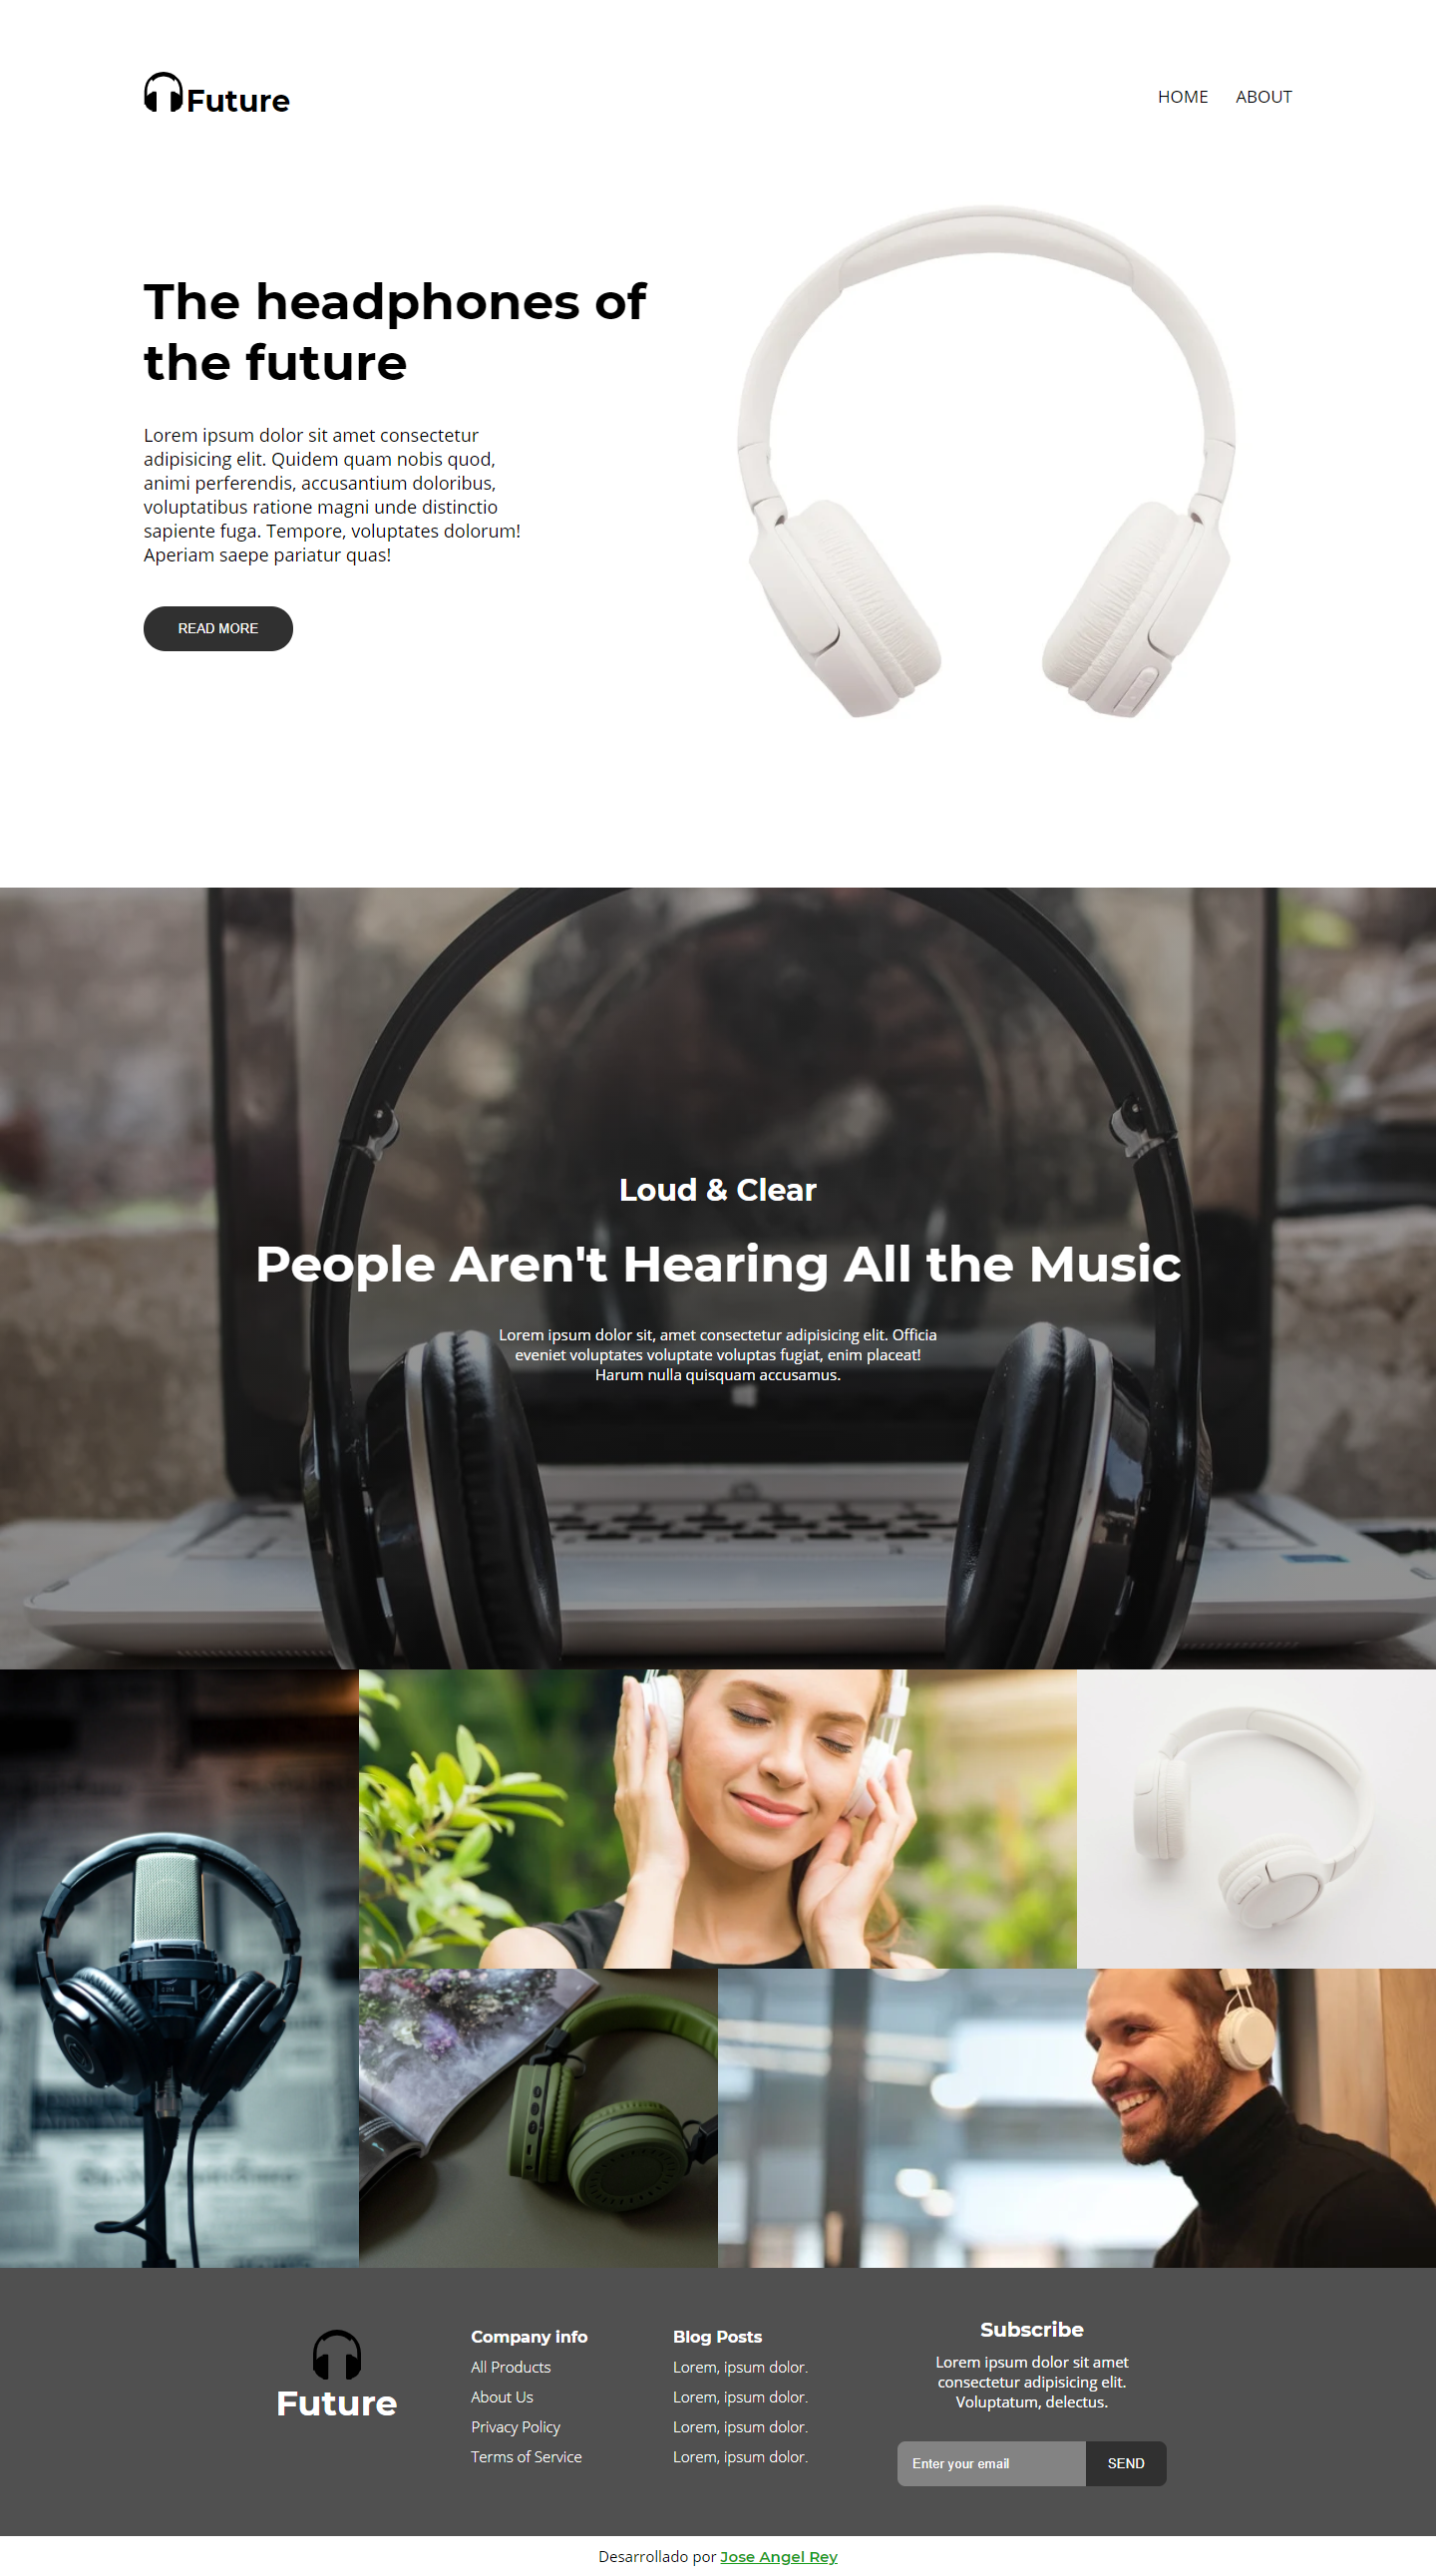 Future
HOME ABOUT
The headphones of
the future
Lorem ipsum dolor sit amet consectetur
adipisicing elit. Quidem quam nobis quod,
animi perferendis, accusantium doloribus,
voluptatibus ratione magni unde distinctio
sapiente fuga. Tempore, voluptates dolorum!
Aperiam saepe pariatur quas!
READ MORE
Loud & Clear
People Aren't Hearing All the Music
Lorem ipsum dolor sit, amet consectetur adipisicing elit. Officia
eveniet voluptates voluptate voluptas fugiat, enim placeat!
Harum nulla quisquam accusamus.
Future
Company info
All Products
About Us
Privacy Policy
Terms of Service
Blog Posts
Lorem, ipsum dolor.
Lorem, ipsum dolor.
Lorem, ipsum dolor.
Lorem, ipsum dolor.
Subscribe
Lorem ipsum dolor sit amet
consectetur adipisicing elit.
Voluptatum, delectus.
Enter your email
SEND
Desarrollado por Jose Angel Rey